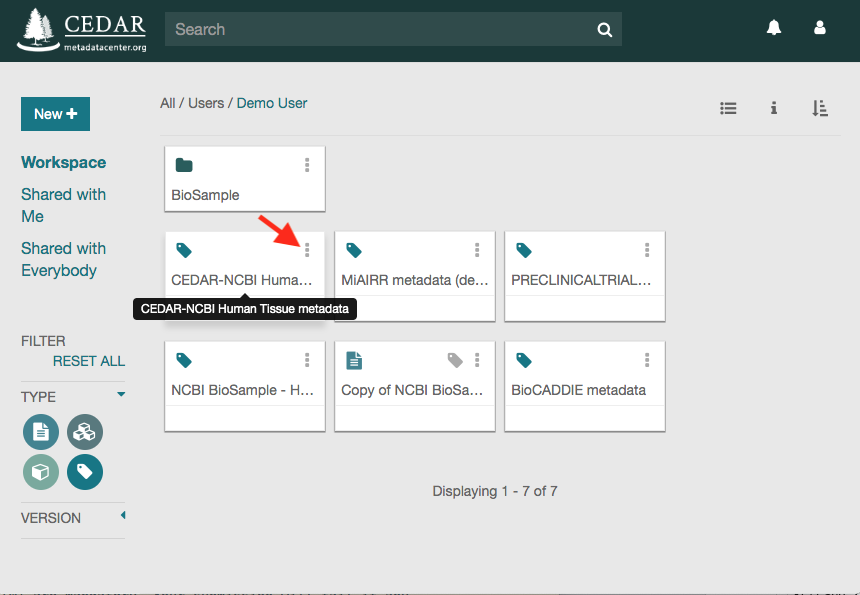 CEDAR
metadatacenter.org
Search
New +
All / Users / Demo User
Workspace
Shared with
Me
Shared with
Everybody
BioSample
CEDAR-NCBI Huma...
MiAIRR metadata (de...
PRECLINICALTRIAL...
CEDAR-NCBI Human Tissue metadata
FILTER
RESET ALL
TYPE
NCBI BioSample - H...
Copy of NCBI BioSa...
BioCADDIE metadata
VERSION
Displaying 1 - 7 of 7